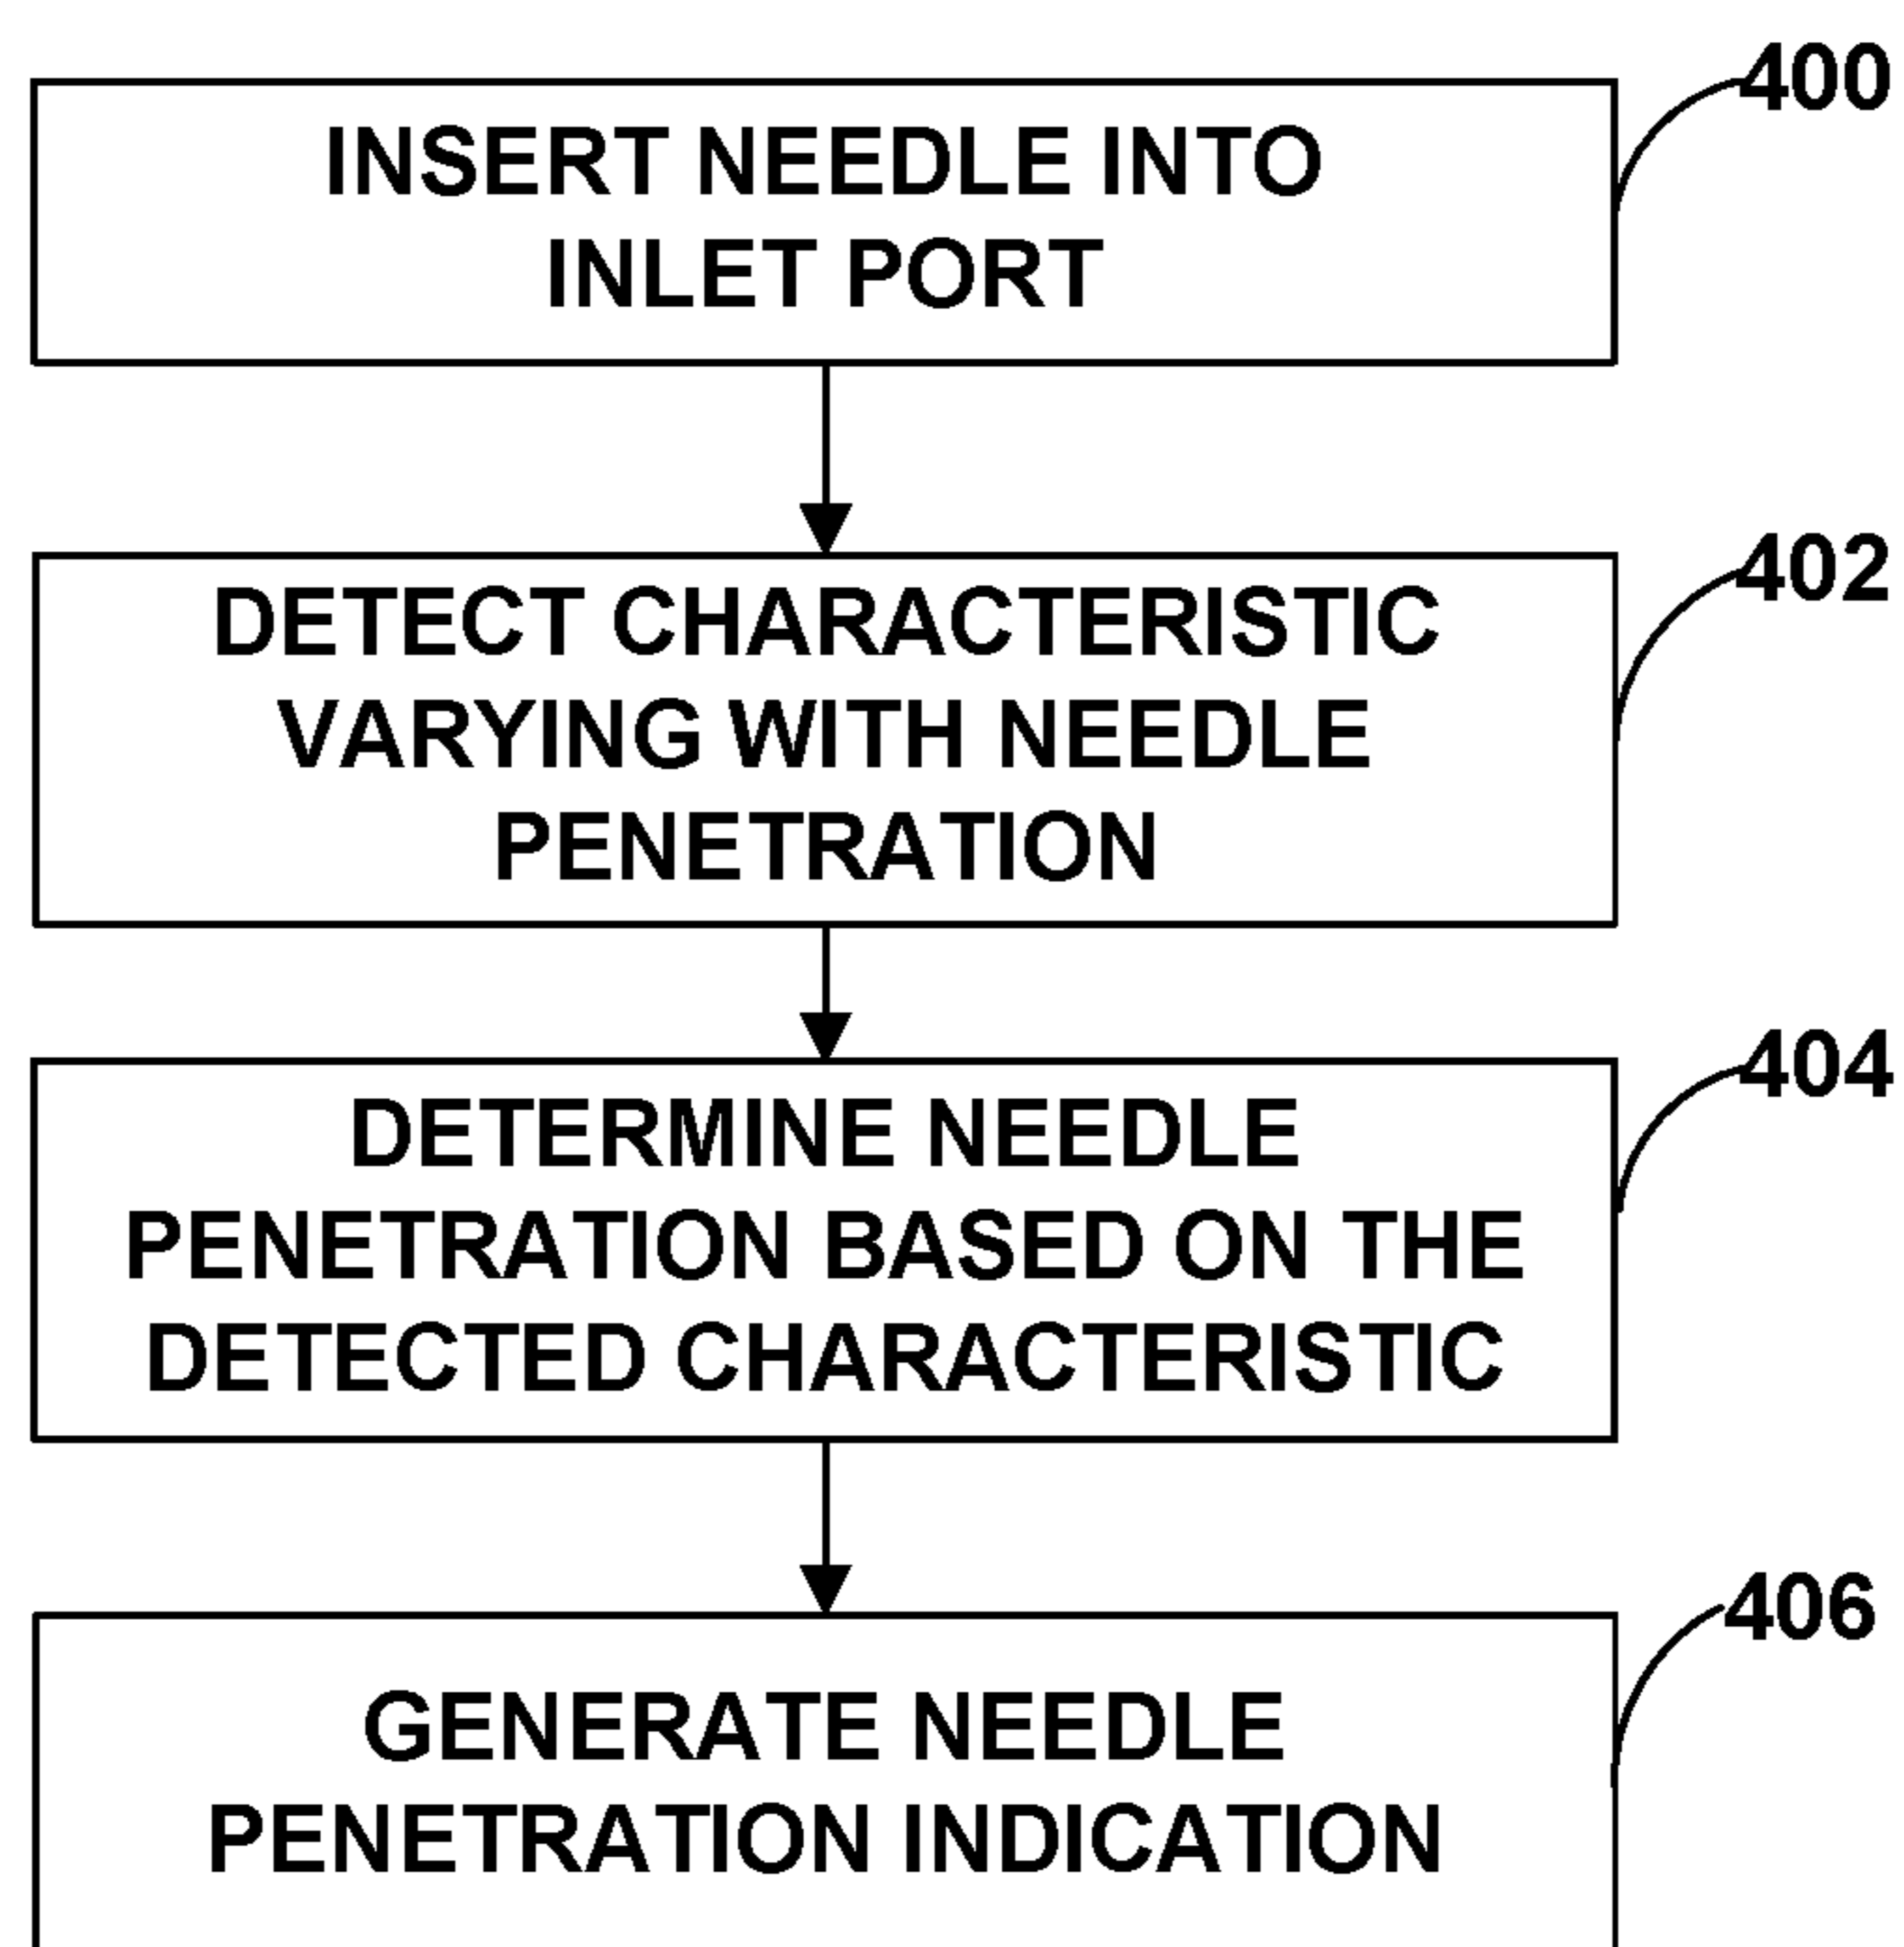 400
INSERT NEEDLE INTO
INLET PORT
402
DETECT CHARACTERISTIC
VARYING WITH NEEDLE
PENETRATION
404
DETERMINE NEEDLE
PENETRATION BASED ON THE
DETECTED CHARACTERISTIC
406
GENERATE NEEDLE
PENETRATION INDICATION